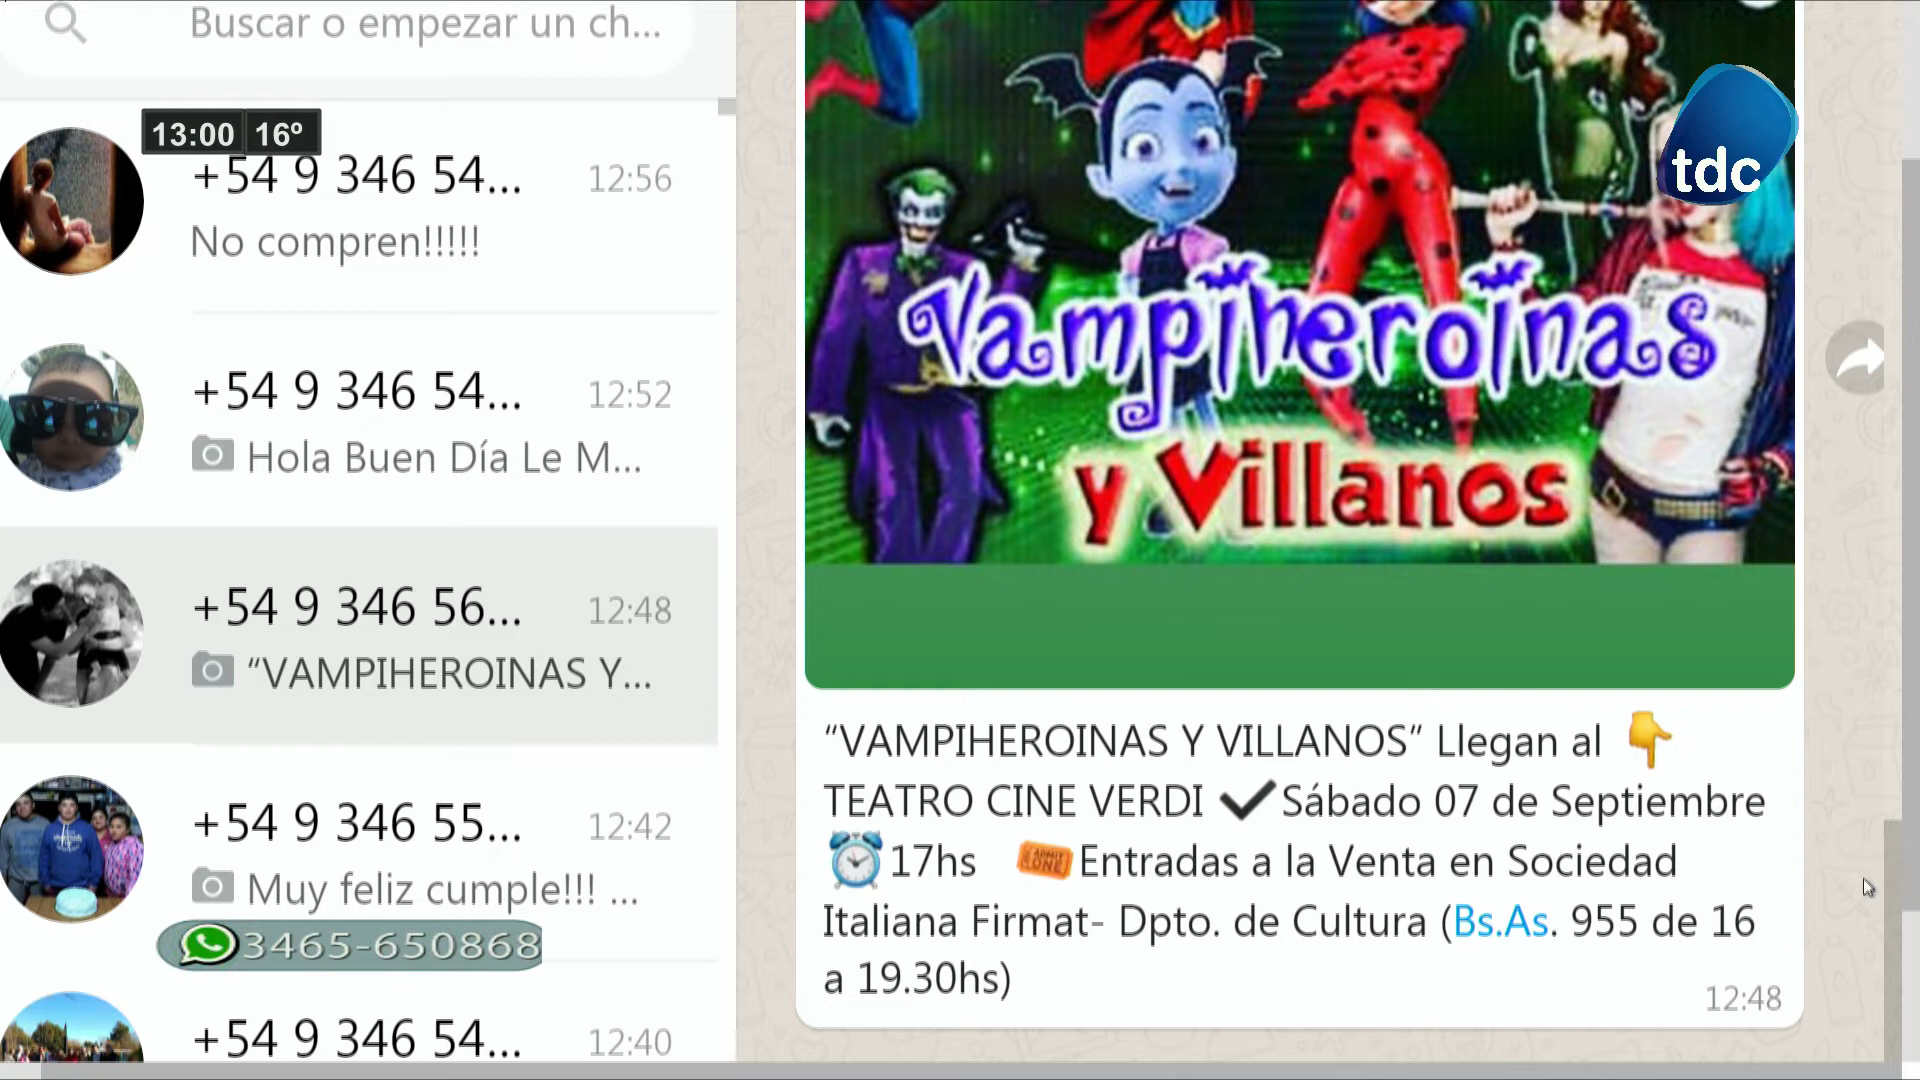 Buscar o empezar un ch...
13:00 16º
+54 9 346 54... 12:56
No compren!!!!!
+54 9 346 54... 12:52
Hola Buen Día Le M...
+54 9 346 56... 12:48
“VAMPIHEROINAS Y...
+54 9 346 55... 12:42
Muy feliz cumple!!! ...
3465-650868
+54 9 346 54... 12:40
tdc
Vampiheroinas
y Villanos
“VAMPIHEROINAS Y VILLANOS” Llegan al 👇
TEATRO CINE VERDI ✔Sábado 07 de Septiembre
⏰17hs 🎟Entradas a la Venta en Sociedad
Italiana Firmat- Dpto. de Cultura (Bs.As. 955 de 16
a 19.30hs)
12:48